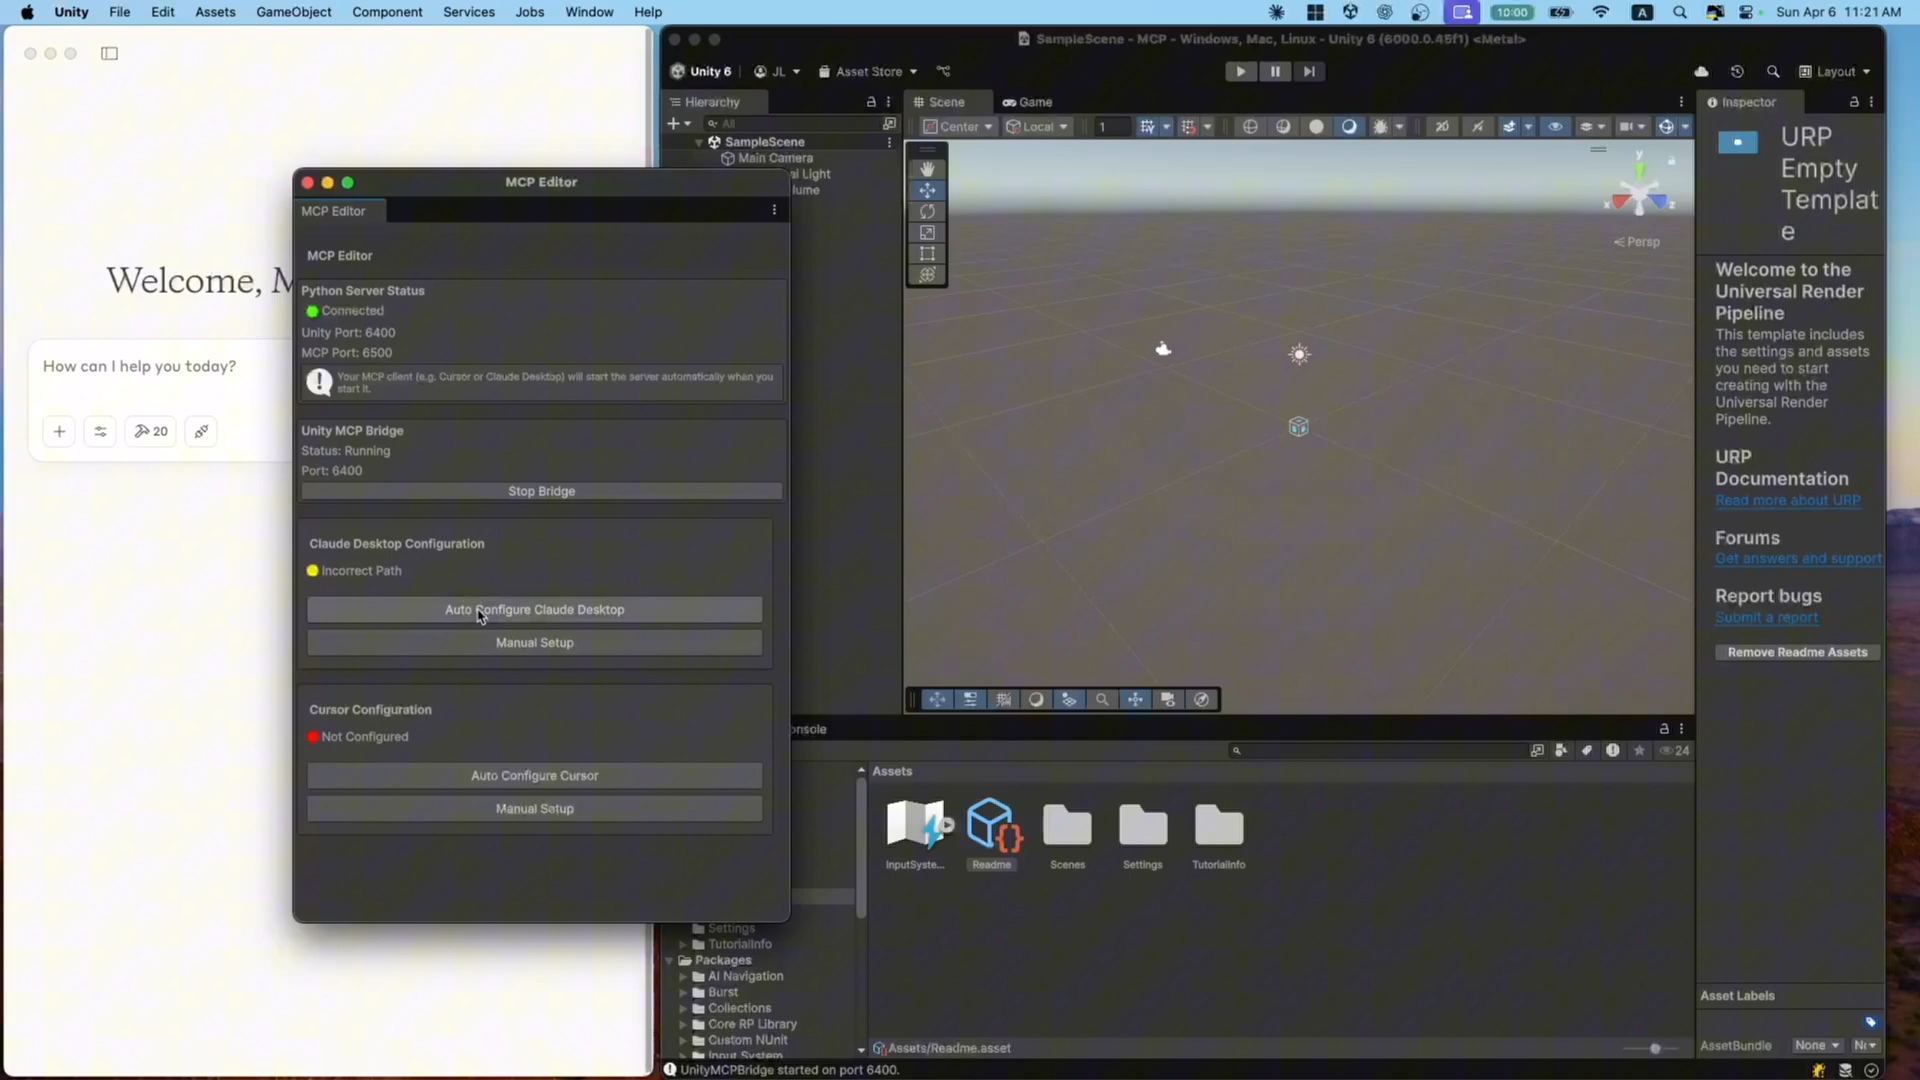 Unity File Edit Assets GameObject Component Services Jobs Window Help
10:00
A
Sun Apr 6 11:21 AM
SampleScene - MCP - Windows, Mac, Linux - Unity 6 (6000.0.45f1) <Metal>
Unity 6
JL
Asset Store
Layout
Hierarchy
All
SampleScene
Main Camera
al Light
lume
Scene
Game
Center
Local
1
2D
y
x
z
Persp
Inspector
URP
Empty
Templat
e
Welcome to the
Universal Render
Pipeline
This template includes
the settings and assets
you need to start
creating with the
Universal Render
Pipeline.
URP
Documentation
Read more about URP
Forums
Get answers and support
Report bugs
Submit a report
Remove Readme Assets
Asset Labels
AssetBundle
None
Welcome, M
How can I help you today?
20
MCP Editor
MCP Editor
MCP Editor
Python Server Status
Connected
Unity Port: 6400
MCP Port: 6500
Your MCP client (e.g. Cursor or Claude Desktop) will start the server automatically when you
start it.
Unity MCP Bridge
Status: Running
Port: 6400
Stop Bridge
Claude Desktop Configuration
Incorrect Path
Auto Configure Claude Desktop
Manual Setup
Cursor Configuration
Not Configured
Auto Configure Cursor
Manual Setup
onsole
24
Assets
InputSyste...
Readme
Scenes
Settings
TutorialInfo
Settings
TutorialInfo
Packages
AI Navigation
Burst
Collections
Core RP Library
Custom NUnit
Input System
Assets/Readme.asset
UnityMCPBridge started on port 6400.